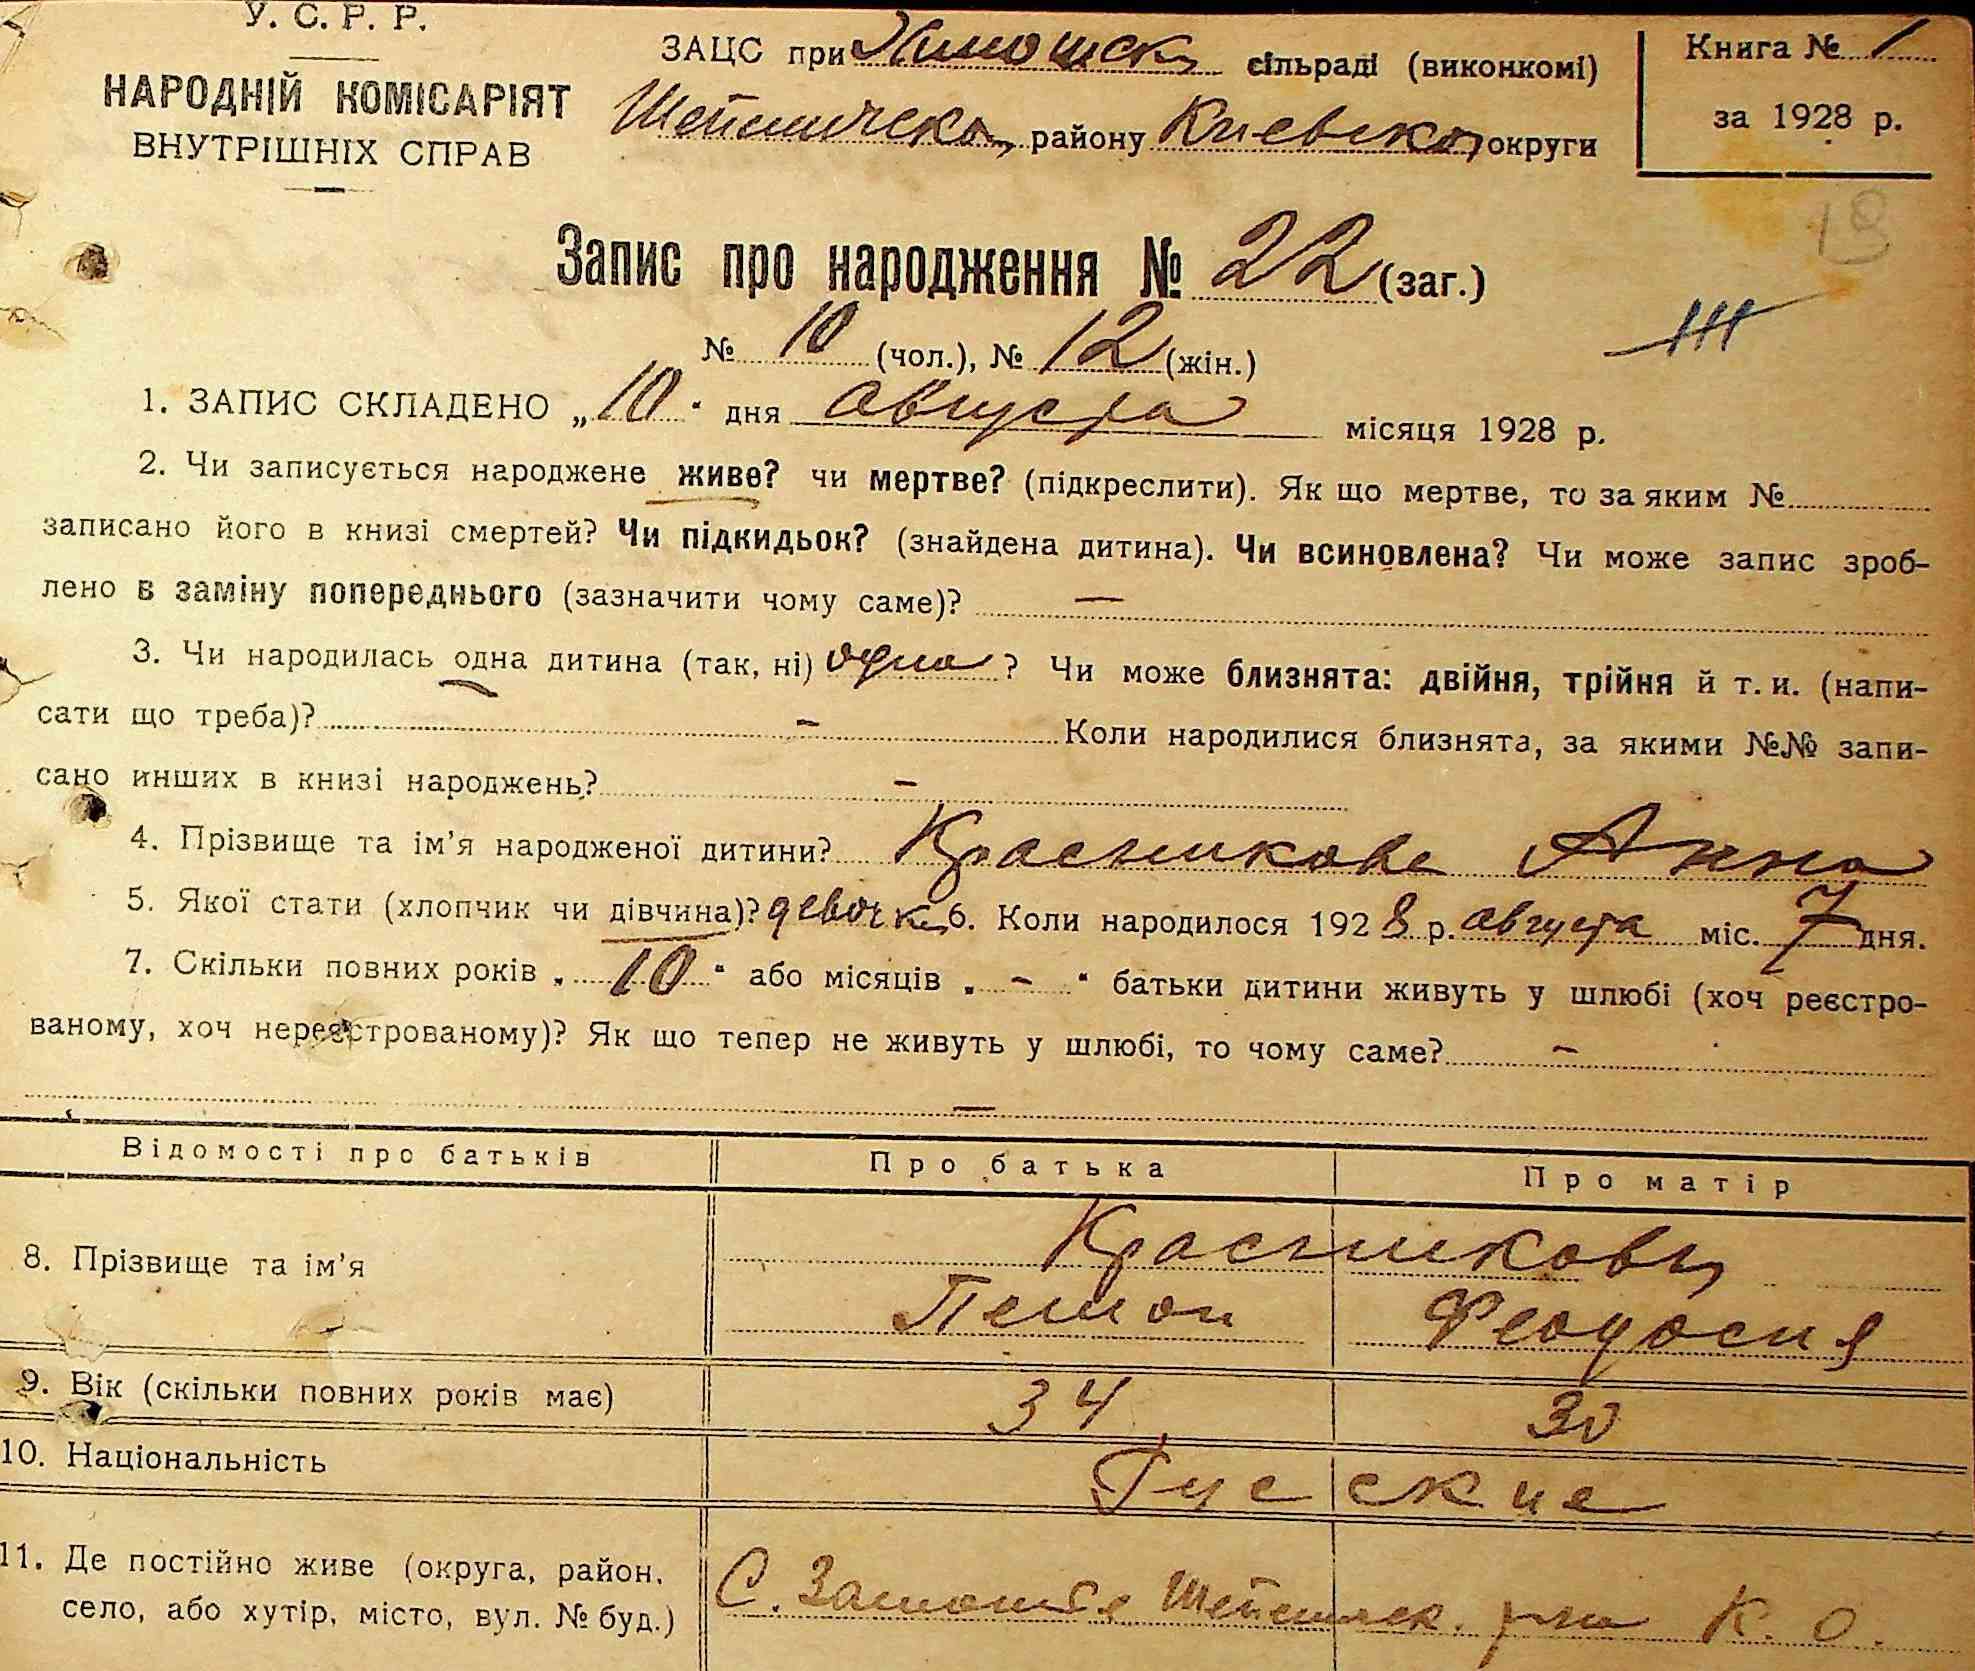 У. С. Р. Р.
НАРОДНІЙ КОМІСАРІЯТ
ВНУТРІШНІХ СПРАВ
ЗАЦС при Замошск сільраді (виконкомі)
району Киевско, округи
Книга № 1
за 1928 р.
18
Запис про народження № 22 (заг.)
№ 10 (чол.), № 12 (жін.)
1. ЗАПИС СКЛАДЕНО „10“ дня августа місяця 1928 р.
2. Чи записується народжене живе? чи мертве? (підкреслити). Як що мертве, то за яким №
записано його в книзі смертей? Чи підкидьок? (знайдена дитина). Чи всиновлена? Чи може запис зроб-
лено в заміну попереднього (зазначити чому саме)? —
3. Чи народилась одна дитина (так, ні) одна ? Чи може близнята: двійня, трійня й т. и. (напи-
сати що треба)? – Коли народилися близнята, за якими №№ запи-
сано инших в книзі народжень? –
4. Прізвище та ім’я народженої дитини? Красникова Анна
5. Якої стати (хлопчик чи дівчина)? девочка 6. Коли народилося 1928 р. августа міс. 7 дня.
7. Скільки повних років „10“ або місяців „–“ батьки дитини живуть у шлюбі (хоч реєстро-
ваному, хоч нереєстрованому)? Як що тепер не живуть у шлюбі, то чому саме? –
—
Відомості про батьків Про батька Про матір
8. Прізвище та ім’я Красниковы
Феодосия
9. Вік (скільки повних років має) 34 30
10. Національність Русские
11. Де постійно живе (округа, район,
село, або хутір, місто, вул. № буд.) С. Замошье р-на К. О.